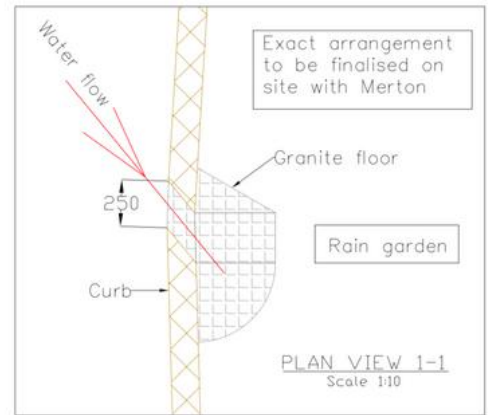 Water flow
Exact arrangement
to be finalised on
site with Merton
Granite floor
250
Rain garden
Curb
PLAN VIEW 1-1
Scale 1:10